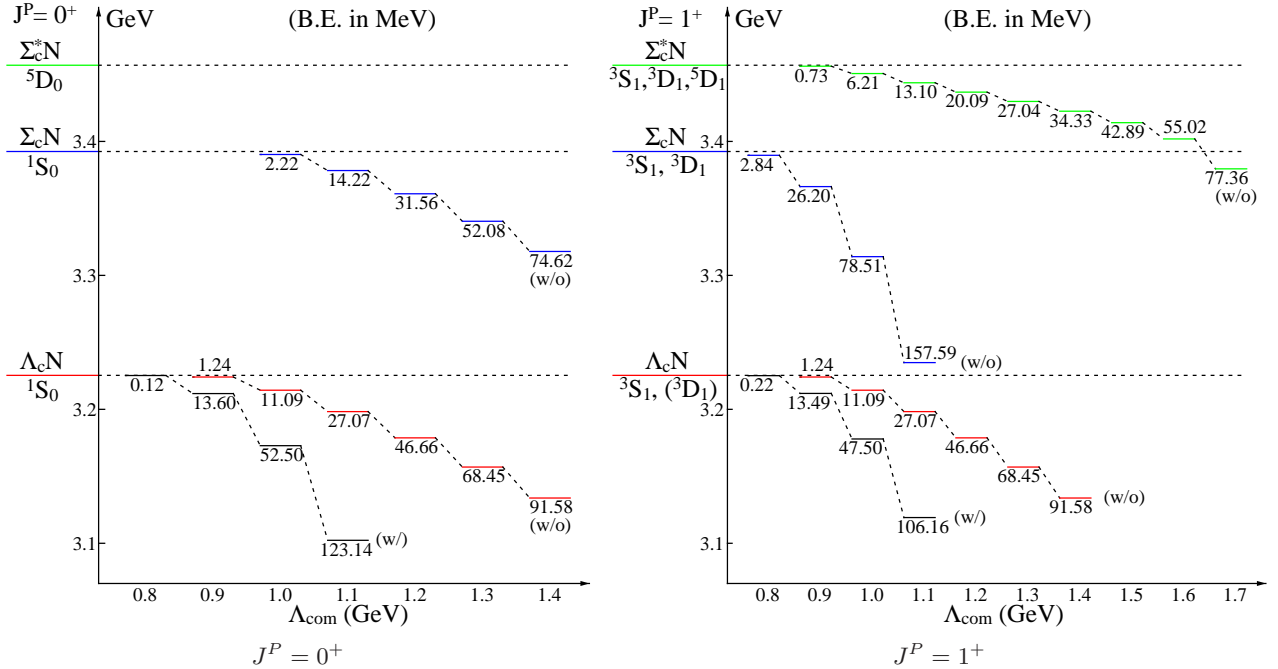 J^P= 0^+ GeV (B.E. in MeV)
Σ_c^*N
^5D_0
Σ_cN
3.4
^1S_0
2.22
14.22
31.56
52.08
74.62
(w/o)
3.3
Λ_cN
^1S_0
1.24
0.12
13.60
11.09
27.07
46.66
68.45
91.58
(w/o)
3.2
52.50
123.14 (w/)
3.1
0.8 0.9 1.0 1.1 1.2 1.3 1.4
Λ_com (GeV)
J^P = 0^+
J^P= 1^+ GeV (B.E. in MeV)
Σ_c^*N
^3S_1,^3D_1,^5D_1
0.73
6.21
13.10
20.09
27.04
34.33
42.89
55.02
77.36
(w/o)
Σ_cN
3.4
^3S_1, ^3D_1
2.84
26.20
78.51
157.59 (w/o)
3.3
Λ_cN
^3S_1, (^3D_1)
1.24
0.22
13.49
11.09
27.07
46.66
68.45
91.58
(w/o)
3.2
47.50
106.16
(w/)
3.1
0.8 0.9 1.0 1.1 1.2 1.3 1.4 1.5 1.6 1.7
Λ_com (GeV)
J^P = 1^+